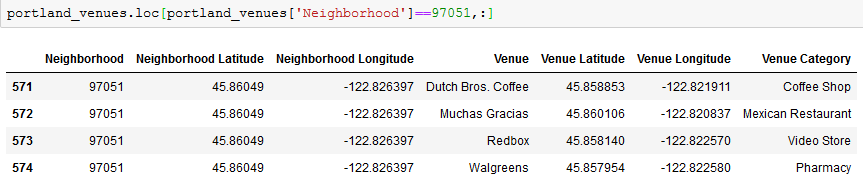 portland_venues.loc[portland_venues['Neighborhood']==97051,:]
Neighborhood Neighborhood Latitude Neighborhood Longitude Venue Venue Latitude Venue Longitude Venue Category
571 97051 45.86049 -122.826397 Dutch Bros. Coffee 45.858853 -122.821911 Coffee Shop
572 97051 45.86049 -122.826397 Muchas Gracias 45.860106 -122.820837 Mexican Restaurant
573 97051 45.86049 -122.826397 Redbox 45.858140 -122.822570 Video Store
574 97051 45.86049 -122.826397 Walgreens 45.857954 -122.822580 Pharmacy